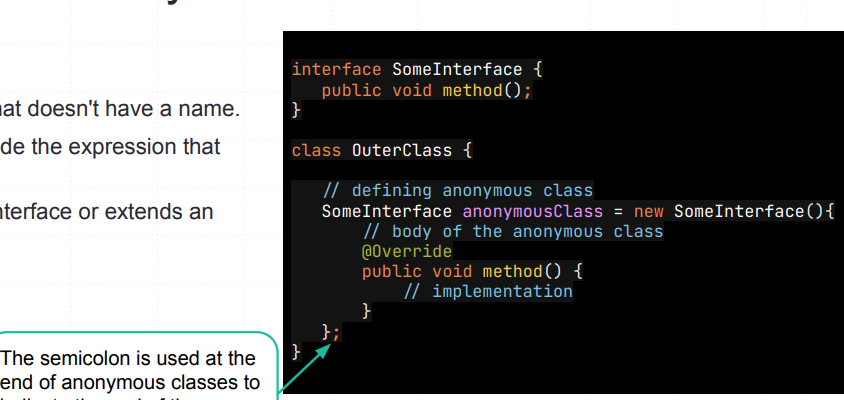 hat doesn't have a name.
de the expression that
nterface or extends an
The semicolon is used at the
end of anonymous classes to
interface SomeInterface {
public void method();
}
class OuterClass {
// defining anonymous class
SomeInterface anonymousClass = new SomeInterface(){
// body of the anonymous class
@Override
public void method() {
// implementation
}
};
}